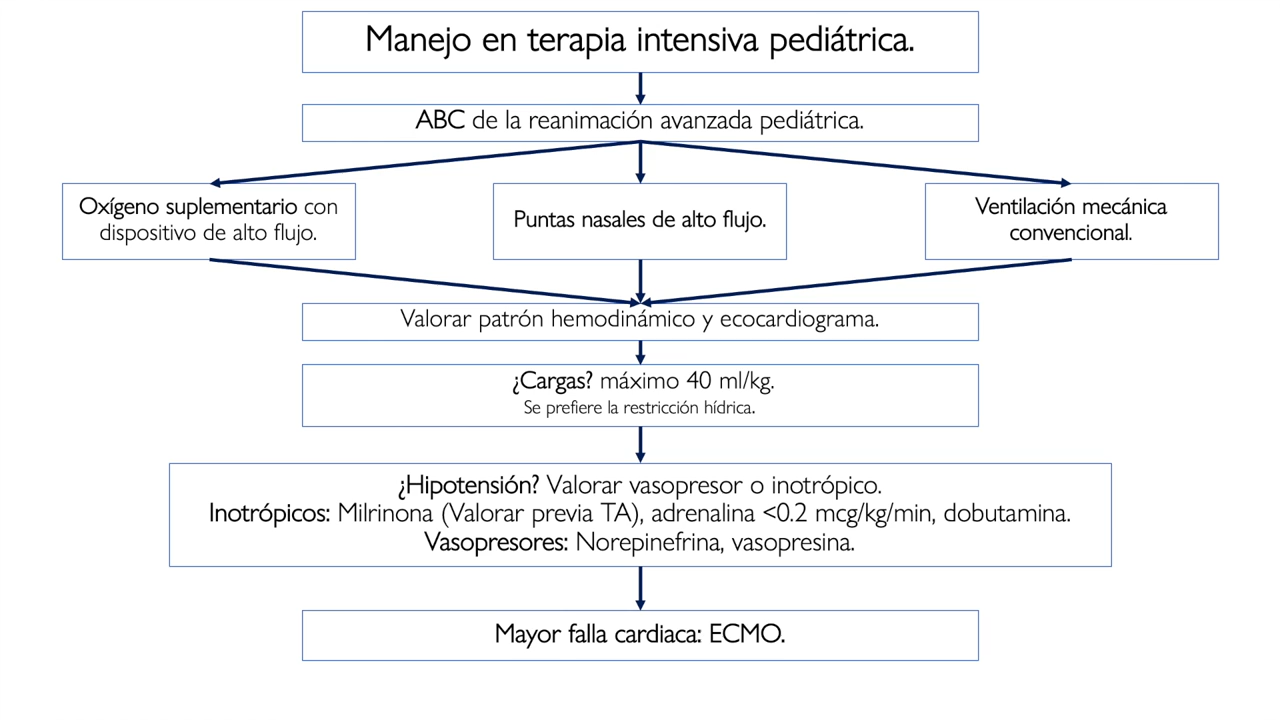 Manejo en terapia intensiva pediátrica.
ABC de la reanimación avanzada pediátrica.
Oxígeno suplementario con
dispositivo de alto flujo.
Puntas nasales de alto flujo.
Ventilación mecánica
convencional.
Valorar patrón hemodinámico y ecocardiograma.
¿Cargas? máximo 40 ml/kg.
Se prefiere la restricción hídrica.
¿Hipotensión? Valorar vasopresor o inotrópico.
Inotrópicos: Milrinona (Valorar previa TA), adrenalina <0.2 mcg/kg/min, dobutamina.
Vasopresores: Norepinefrina, vasopresina.
Mayor falla cardiaca: ECMO.